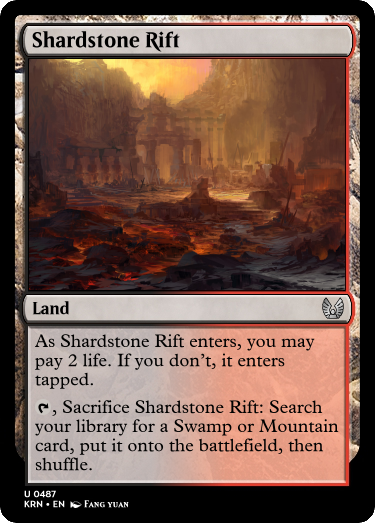 Shardstone Rift
Land
As Shardstone Rift enters, you may
pay 2 life. If you don't, it enters
tapped.
, Sacrifice Shardstone Rift: Search
your library for a Swamp or Mountain
card, put it onto the battlefield, then
shuffle.
U 0487
KRN • EN Fang Yuan